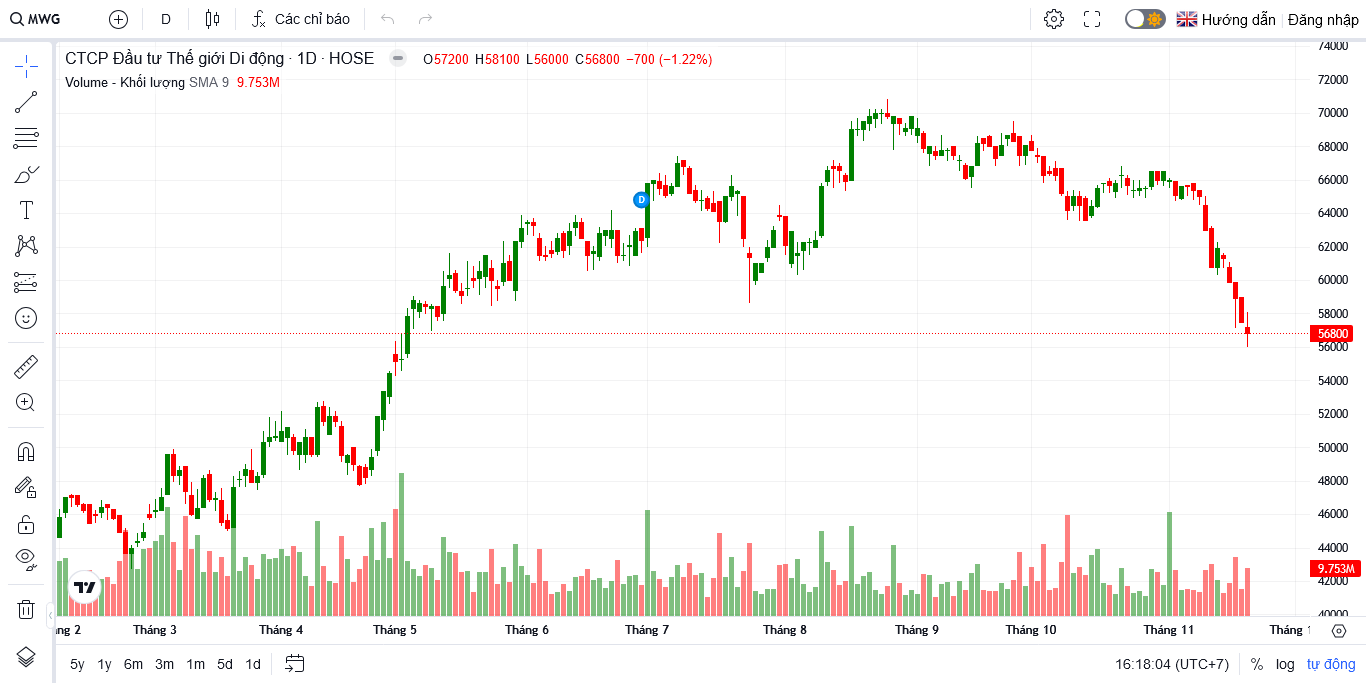 MWG D Các chỉ báo Hướng dẫn Đăng nhập
CTCP Đầu tư Thế giới Di động · 1D · HOSE O57200 H58100 L56000 C56800 −700 (−1.22%)
Volume - Khối lượng SMA 9 9.753M
74000
72000
70000
68000
66000
64000
62000
60000
58000
56800
56000
54000
52000
50000
48000
46000
44000
9.753M
42000
40000
D
ng 2 Tháng 3 Tháng 4 Tháng 5 Tháng 6 Tháng 7 Tháng 8 Tháng 9 Tháng 10 Tháng 11 Tháng 1
5y 1y 6m 3m 1m 5d 1d 16:18:04 (UTC+7) % log tự động